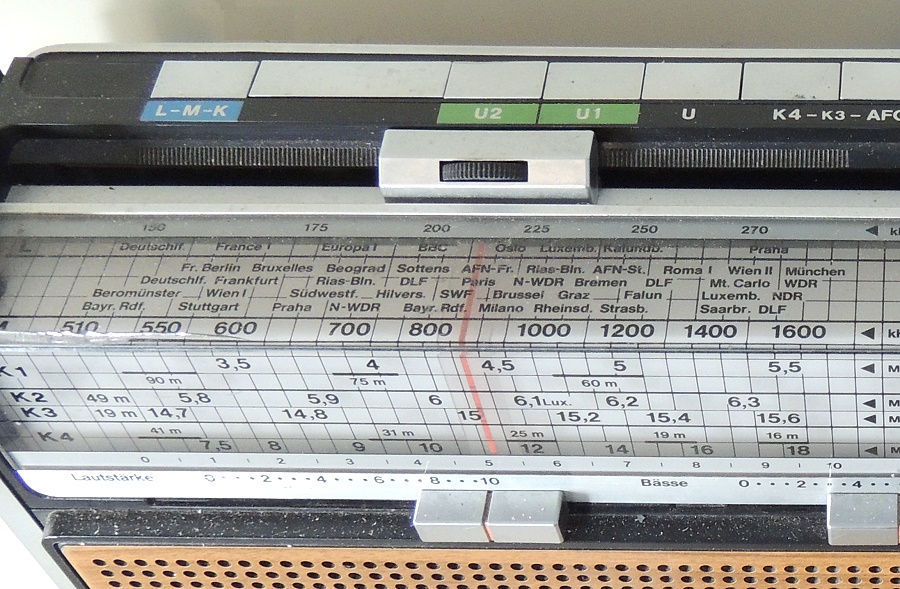 L-M-K U2 U1 U K4-K3-AFC
150 175 200 225 250 270
L Deutschlf. France I Europa I BBC Oslo Luxemb. Kalundb. Praha
Fr. Berlin Bruxelles Beograd Sottens AFN-Fr. Rias-Bln. AFN-St. Roma I Wien II München
Deutschlf. Frankfurt Rias-Bln. DLF Paris N-WDR Bremen DLF Mt. Carlo WDR
Beromünster Wien I Südwestf. Hilvers. SWF Brussel Graz Falun Luxemb. NDR
Bayr. Rdf. Stuttgart Praha N-WDR Bayr. Rdf. Milano Rheinsd. Strasb. Saarbr. DLF
510 550 600 700 800 1000 1200 1400 1600
K1 3,5 4 4,5 5 5,5
90 m 75 m 60 m
K2 49 m 5,8 5,9 6 6,1 Lux. 6,2 6,3
K3 19 m 14,7 14,8 15 15,2 15,4 15,6
K4 41 m 31 m 25 m 19 m 16 m
7,5 8 9 10 12 14 16 18
0 1 2 3 4 5 6 7 8 9 10
Lautstärke 0 2 4 6 8 10 Bässe 0 2 4